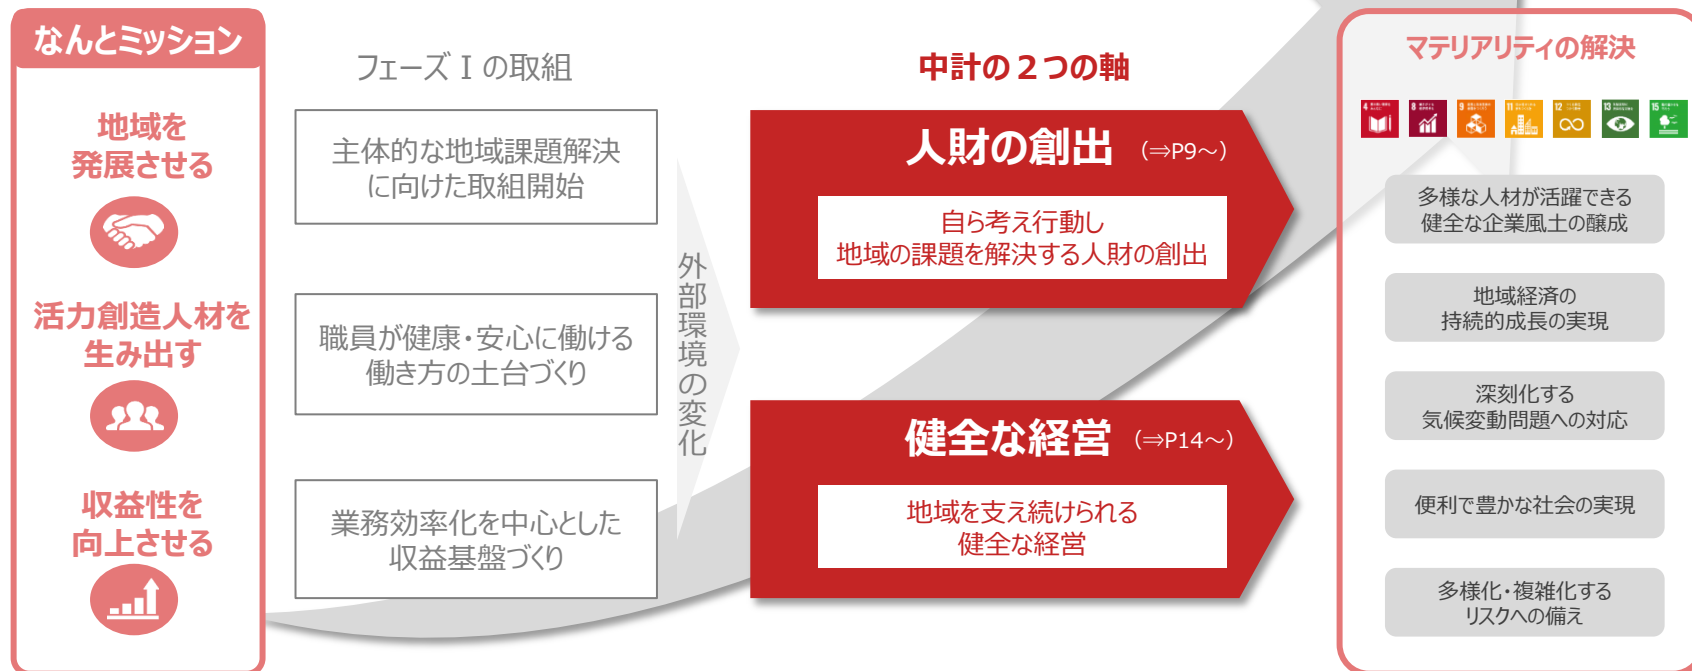 なんとミッション
地域を
発展させる
活力創造人材を
生み出す
収益性を
向上させる
フェーズⅠの取組
主体的な地域課題解決
に向けた取組開始
職員が健康・安心に働ける
働き方の土台づくり
業務効率化を中心とした
収益基盤づくり
外部環境の変化
中計の２つの軸
人財の創出 (⇒P9～)
自ら考え行動し
地域の課題を解決する人財の創出
健全な経営 (⇒P14～)
地域を支え続けられる
健全な経営
マテリアリティの解決
4 8 9 11 12 13 15
多様な人材が活躍できる
健全な企業風土の醸成
地域経済の
持続的成長の実現
深刻化する
気候変動問題への対応
便利で豊かな社会の実現
多様化・複雑化する
リスクへの備え